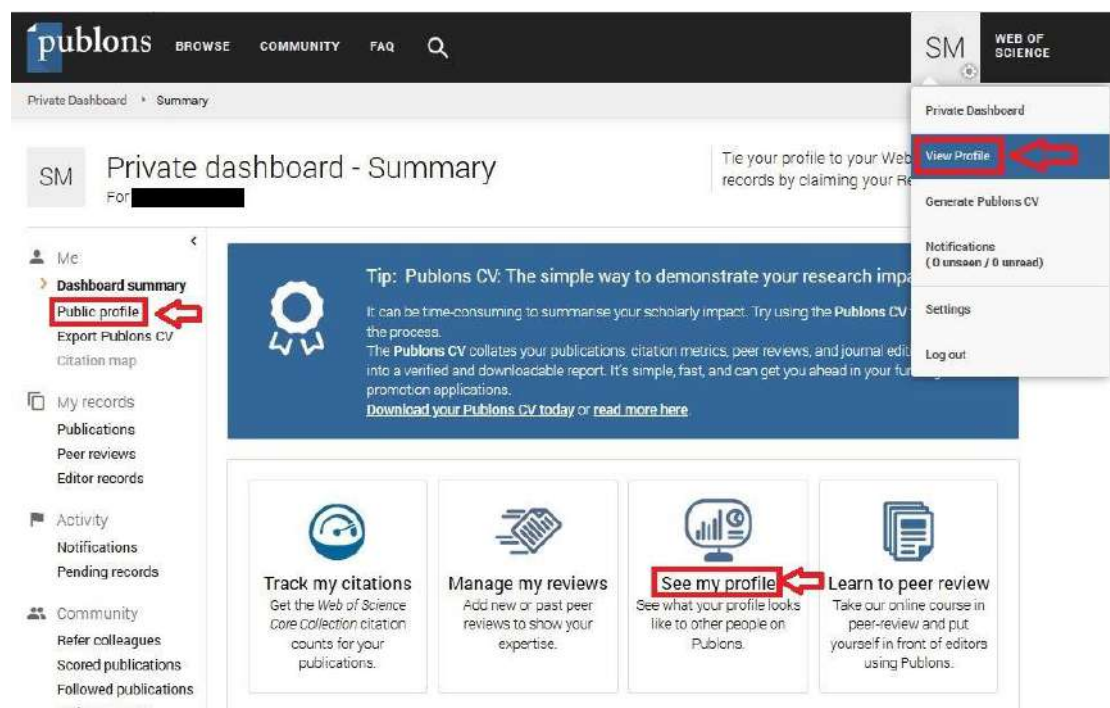 publons BROWSE COMMUNITY FAQ
SM WEB OF SCIENCE
Private Dashboard Summary
SM
Private dashboard - Summary
For
Tie your profile to your Web
records by claiming your Re
Private Dashboard
View Profile
Generate Publons CV
Notifications
( 0 unseen / 0 unread)
Settings
Log out
Me
Dashboard summary
Public profile
Export Publons CV
Citation map
My records
Publications
Peer reviews
Editor records
Activity
Notifications
Pending records
Community
Refer colleagues
Scored publications
Followed publications
Tip: Publons CV: The simple way to demonstrate your research impa
It can be time-consuming to summarise your scholarly impact. Try using the Publons CV
the process.
The Publons CV collates your publications, citation metrics, peer reviews, and journal edit
into a verified and downloadable report. It's simple, fast, and can get you ahead in your fu
promotion applications.
Download your Publons CV today or read more here.
Track my citations
Get the Web of Science
Core Collection citation
counts for your
publications.
Manage my reviews
Add new or past peer
reviews to show your
expertise.
See my profile
See what your profile looks
like to other people on
Publons.
Learn to peer review
Take our online course in
peer-review and put
yourself in front of editors
using Publons.